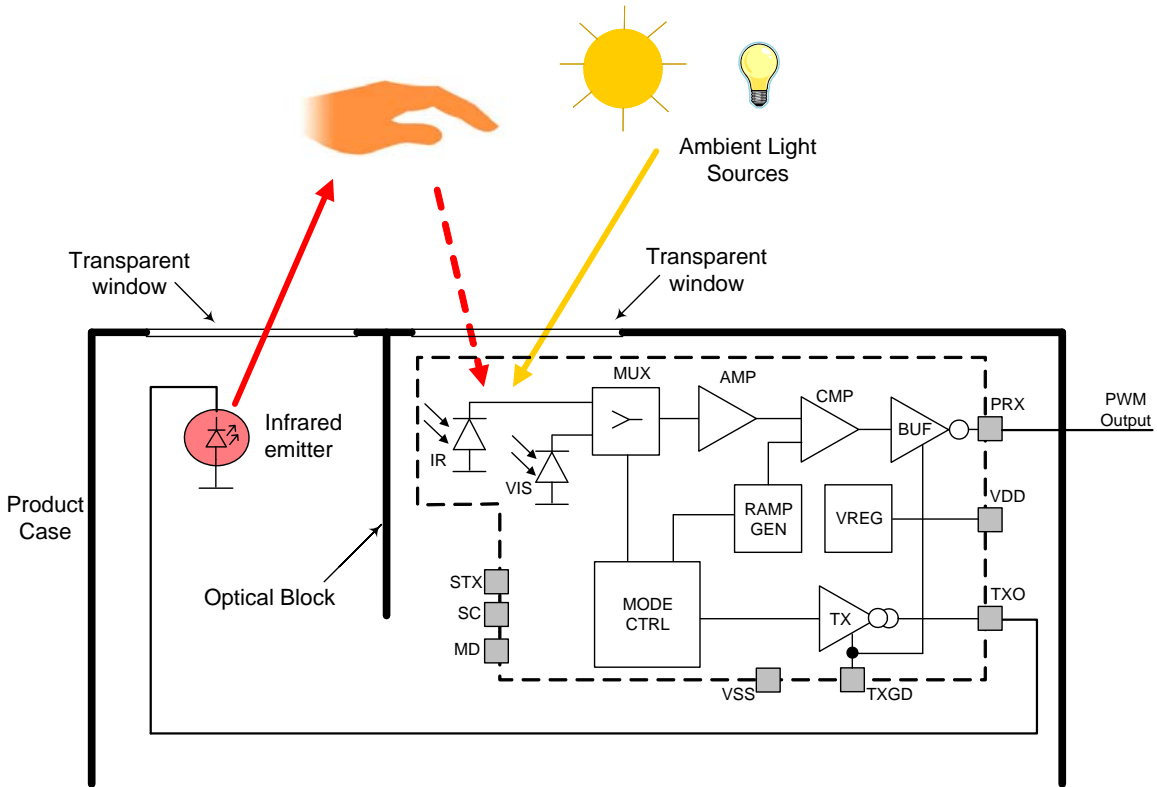 Ambient Light
Sources
Transparent
window
Transparent
window
MUX
AMP
CMP
PRX
PWM
Output
BUF
Infrared
emitter
IR
VIS
Product
Case
RAMP
GEN
VREG
VDD
Optical Block
STX
SC
MD
MODE
CTRL
TX
TXO
VSS
TXGD